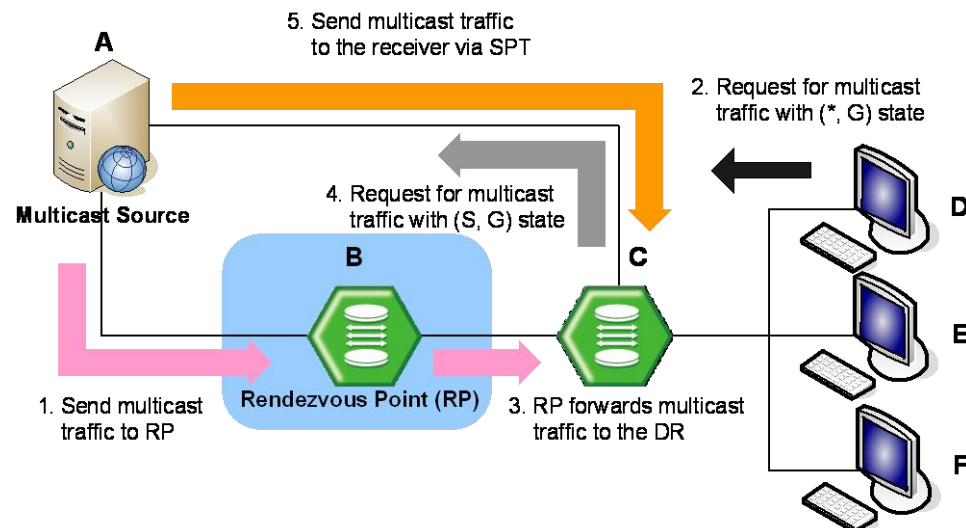 A
5. Send multicast traffic
to the receiver via SPT
2. Request for multicast
traffic with (*, G) state
Multicast Source
4. Request for multicast
traffic with (S, G) state
D
B
C
E
Rendezvous Point (RP)
1. Send multicast
traffic to RP
3. RP forwards multicast
traffic to the DR
F